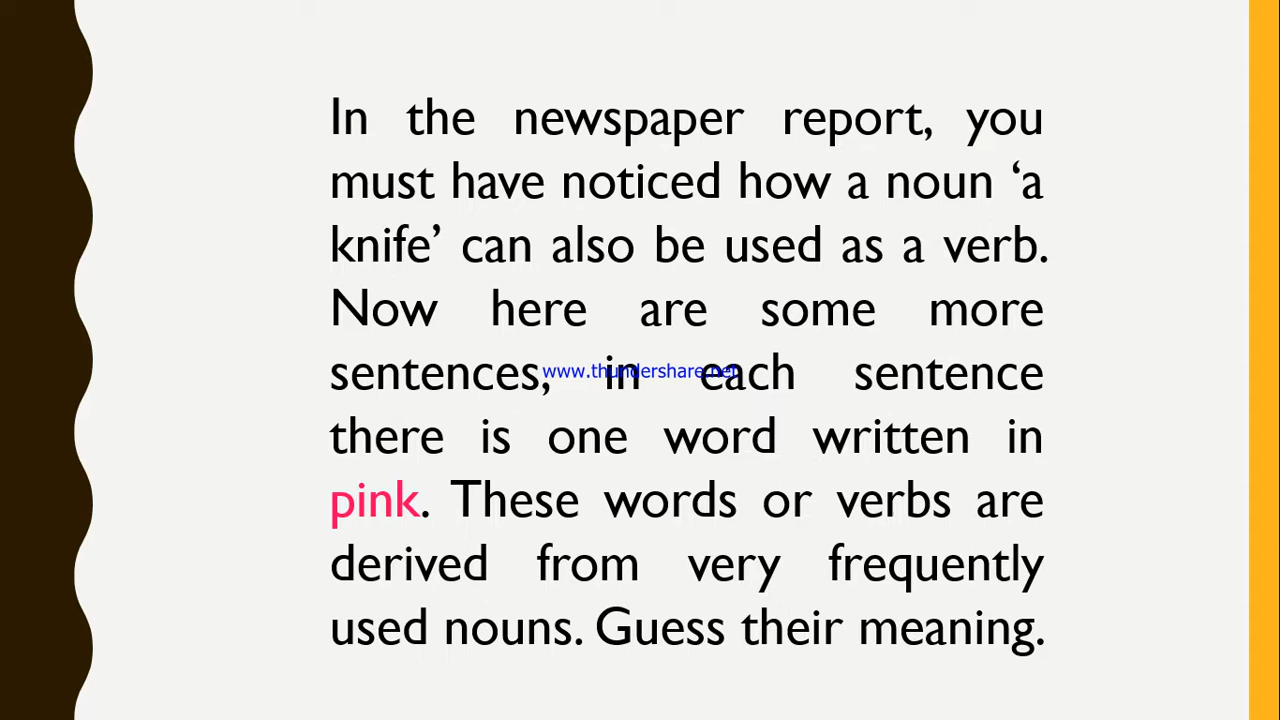 In the newspaper report, you
must have noticed how a noun ‘a
knife’ can also be used as a verb.
Now here are some more
sentences, in each sentence
www.thundershare.net
there is one word written in
pink. These words or verbs are
derived from very frequently
used nouns. Guess their meaning.